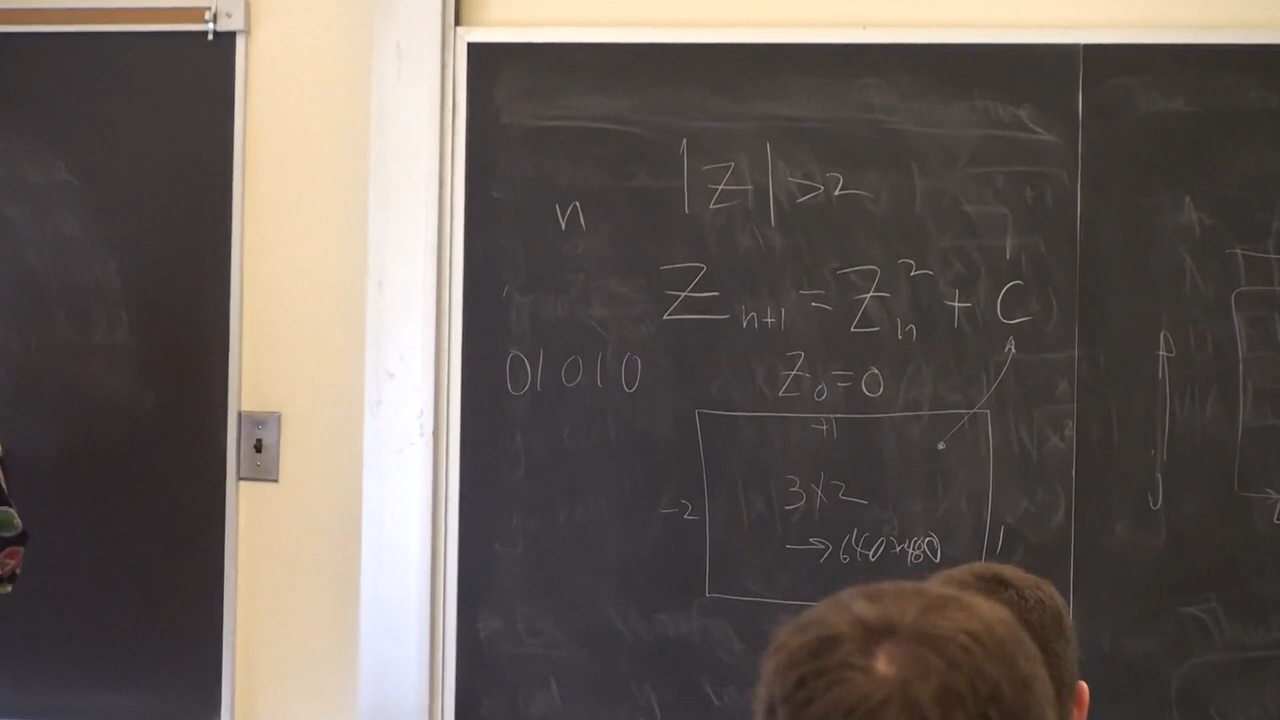 |Z| > 2
n
Z_{n+1} = Z_n^2 + C
01010
Z_0 = 0
+1
3x2
-2
→ 640x480
1